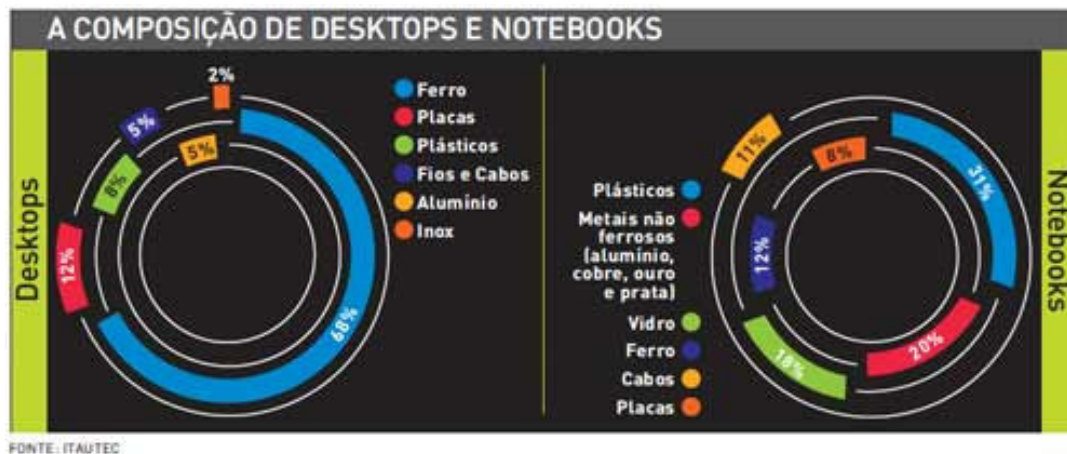 A COMPOSIÇÃO DE DESKTOPS E NOTEBOOKS
Desktops
2%
5%
5%
8%
12%
68%
Ferro
Placas
Plásticos
Fios e Cabos
Alumínio
Inox
Plásticos
Metais não
ferrosos
(alumínio,
cobre, ouro
e prata)
Vidro
Ferro
Cabos
Placas
11%
8%
31%
12%
18%
20%
Notebooks
FONTE: ITAUTEC